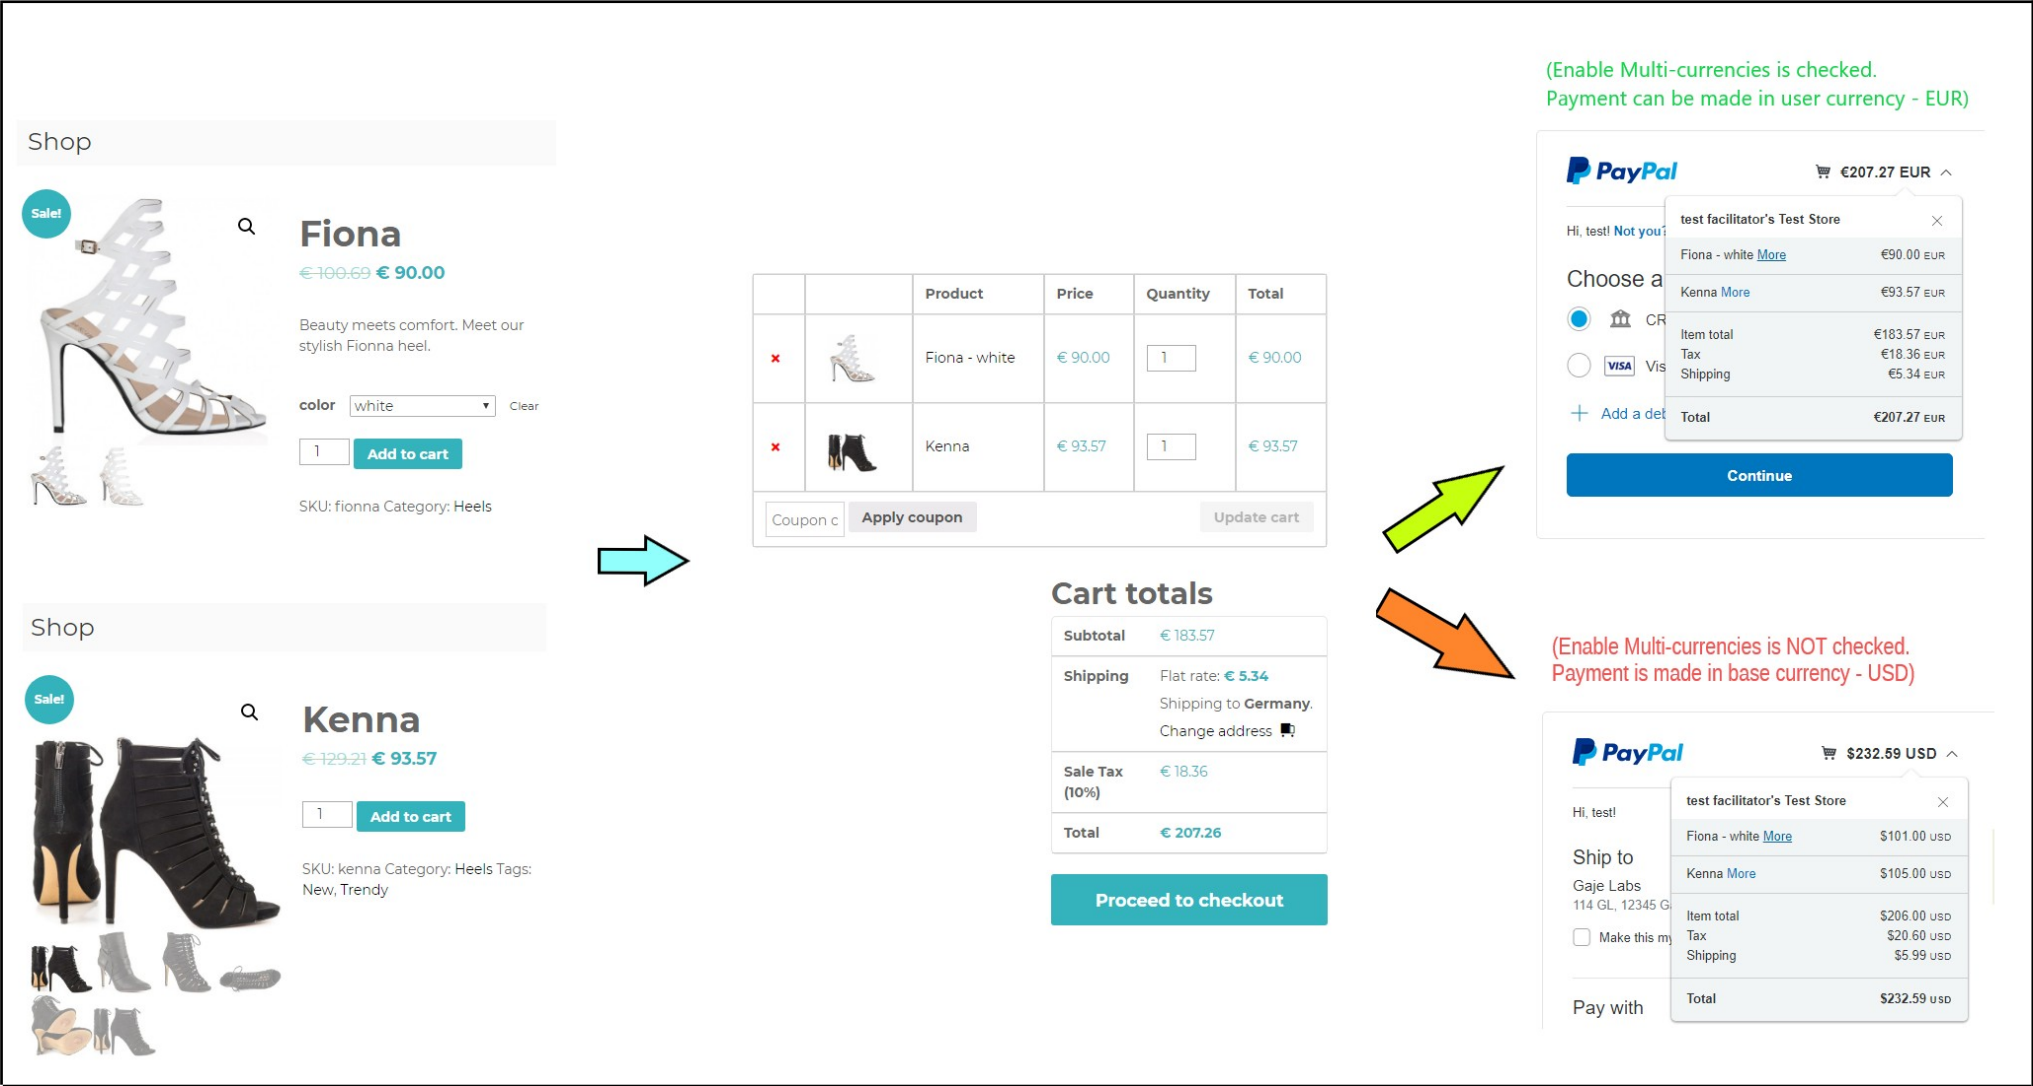 Shop
Sale!
Fiona
€ 100.69 € 90.00
Beauty meets comfort. Meet our
stylish Fionna heel.
color white Clear
1 Add to cart
SKU: fionna Category: Heels
Shop
Sale!
Kenna
€ 129.21 € 93.57
1 Add to cart
SKU: kenna Category: Heels Tags:
New, Trendy
Product Price Quantity Total
× Fiona - white € 90.00 1 € 90.00
× Kenna € 93.57 1 € 93.57
Coupon c Apply coupon Update cart
Cart totals
Subtotal € 183.57
Shipping Flat rate: € 5.34
Shipping to Germany.
Change address
Sale Tax € 18.36
(10%)
Total € 207.26
Proceed to checkout
(Enable Multi-currencies is checked.
Payment can be made in user currency - EUR)
PayPal €207.27 EUR
test facilitator's Test Store
Hi, test! Not you?
Fiona - white More €90.00 EUR
Choose a
Kenna More €93.57 EUR
CR
Item total €183.57 EUR
Tax €18.36 EUR
VISA Vis
Shipping €5.34 EUR
Add a deb
Total €207.27 EUR
Continue
(Enable Multi-currencies is NOT checked.
Payment is made in base currency - USD)
PayPal $232.59 USD
test facilitator's Test Store
Hi, test!
Fiona - white More $101.00 USD
Ship to
Kenna More $105.00 USD
Gaje Labs
114 GL, 12345 G
Item total $206.00 USD
Tax $20.60 USD
Make this my
Shipping $5.99 USD
Total $232.59 USD
Pay with